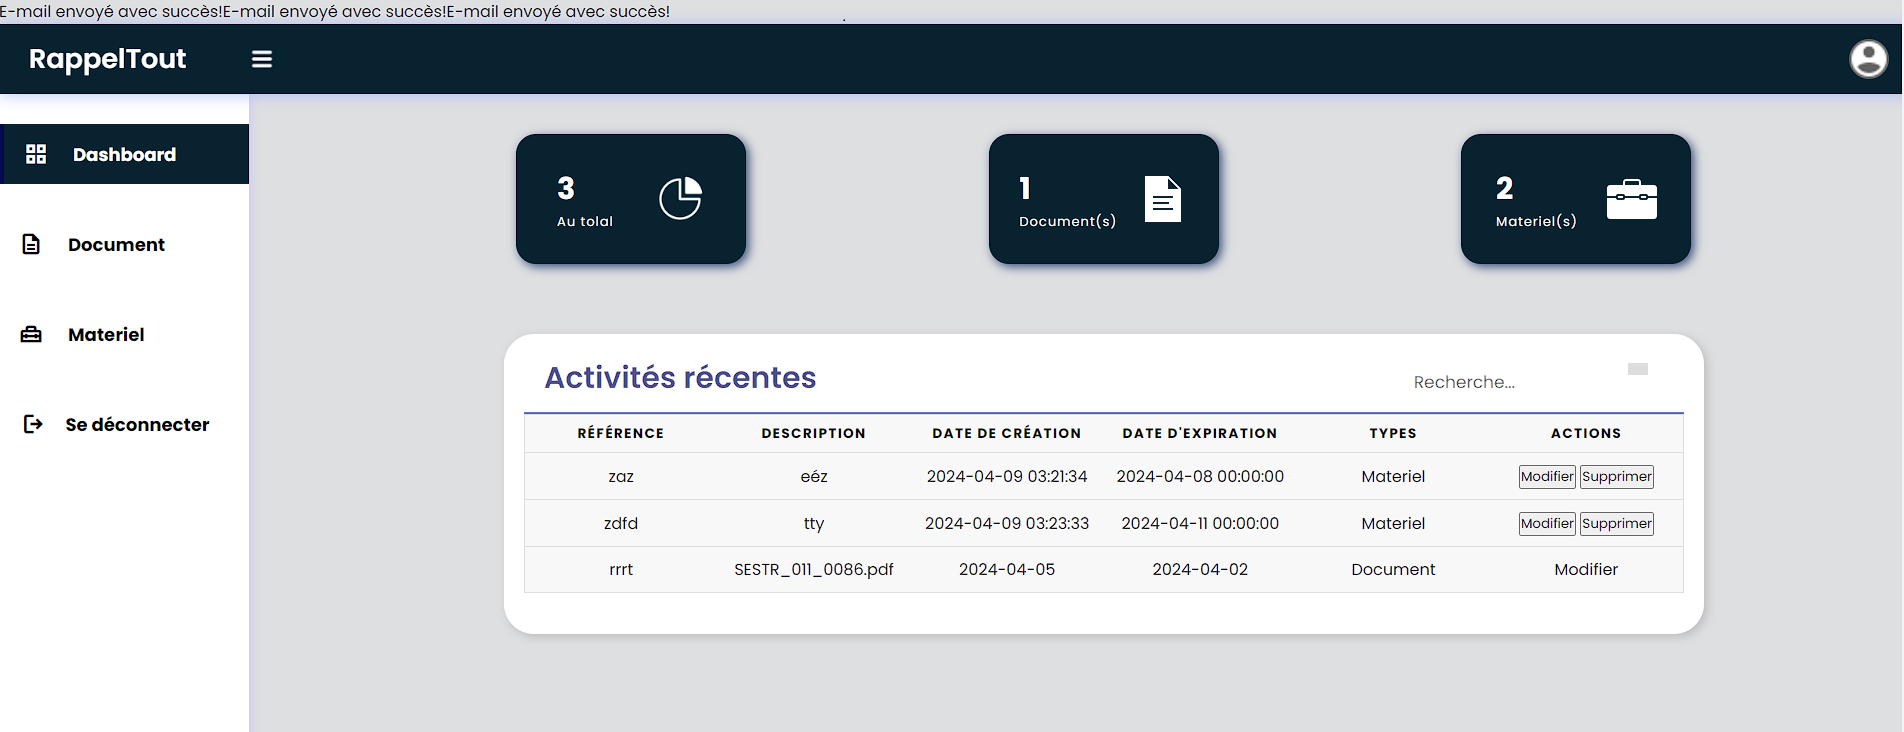 E-mail envoyé avec succès!E-mail envoyé avec succès!E-mail envoyé avec succès!
RappelTout
Dashboard
Document
Materiel
Se déconnecter
3
Au tolal
1
Document(s)
2
Materiel(s)
Activités récentes
Recherche...
RÉFÉRENCE DESCRIPTION DATE DE CRÉATION DATE D'EXPIRATION TYPES ACTIONS
zaz eéz 2024-04-09 03:21:34 2024-04-08 00:00:00 Materiel Modifier Supprimer
zdfd tty 2024-04-09 03:23:33 2024-04-11 00:00:00 Materiel Modifier Supprimer
rrrt SESTR_011_0086.pdf 2024-04-05 2024-04-02 Document Modifier